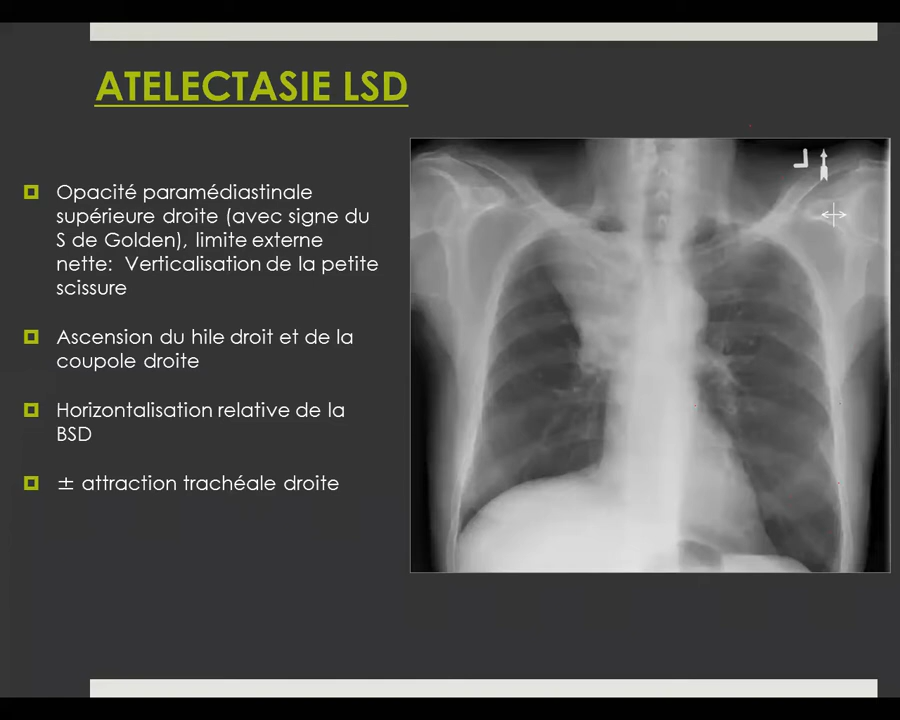 ATELECTASIE LSD
Opacité paramédiastinale
supérieure droite (avec signe du
S de Golden), limite externe
nette: Verticalisation de la petite
scissure
Ascension du hile droit et de la
coupole droite
Horizontalisation relative de la
BSD
± attraction trachéale droite